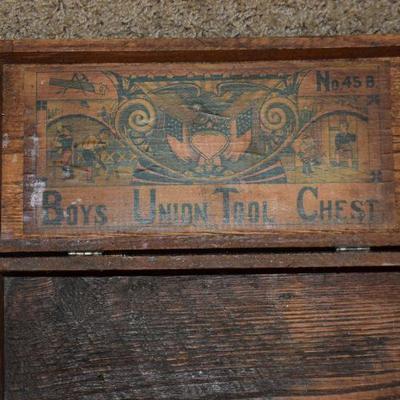 No 45 B.
Boys Union Tool Chest